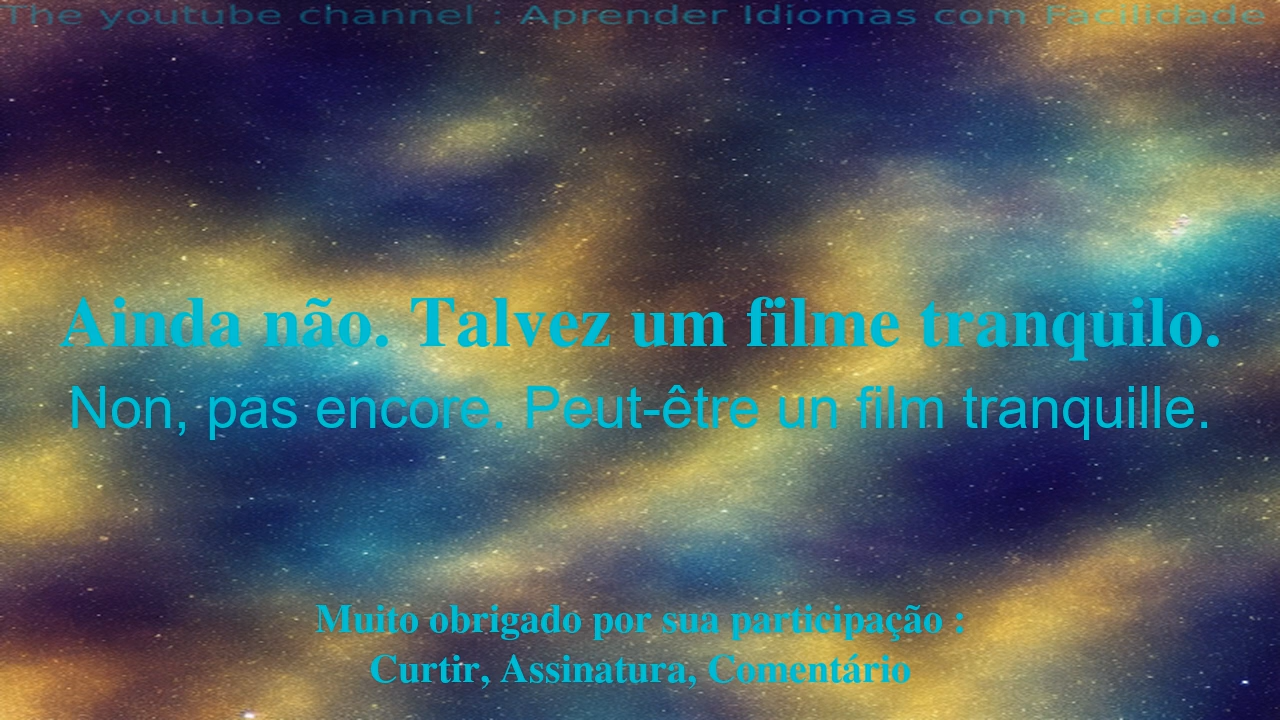 The youtube channel : Aprender Idiomas com Facilidade
Ainda não. Talvez um filme tranquilo.
Non, pas encore. Peut-être un film tranquille.
Muito obrigado por sua participação :
Curtir, Assinatura, Comentário